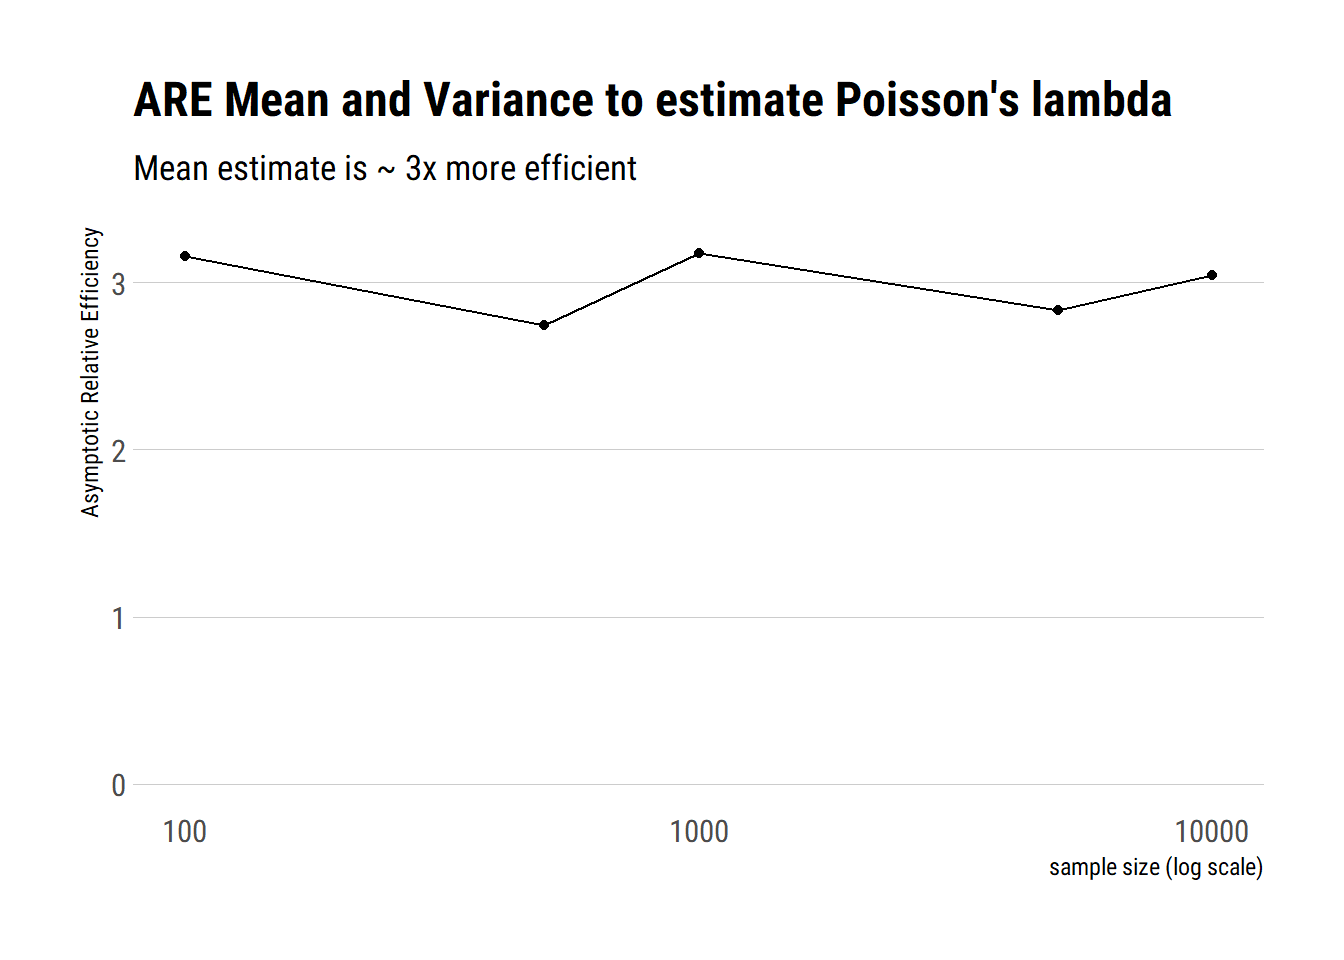 ARE Mean and Variance to estimate Poisson's lambda
Mean estimate is ~ 3x more efficient
Asymptotic Relative Efficiency
3
2
1
0
100 1000 10000
sample size (log scale)